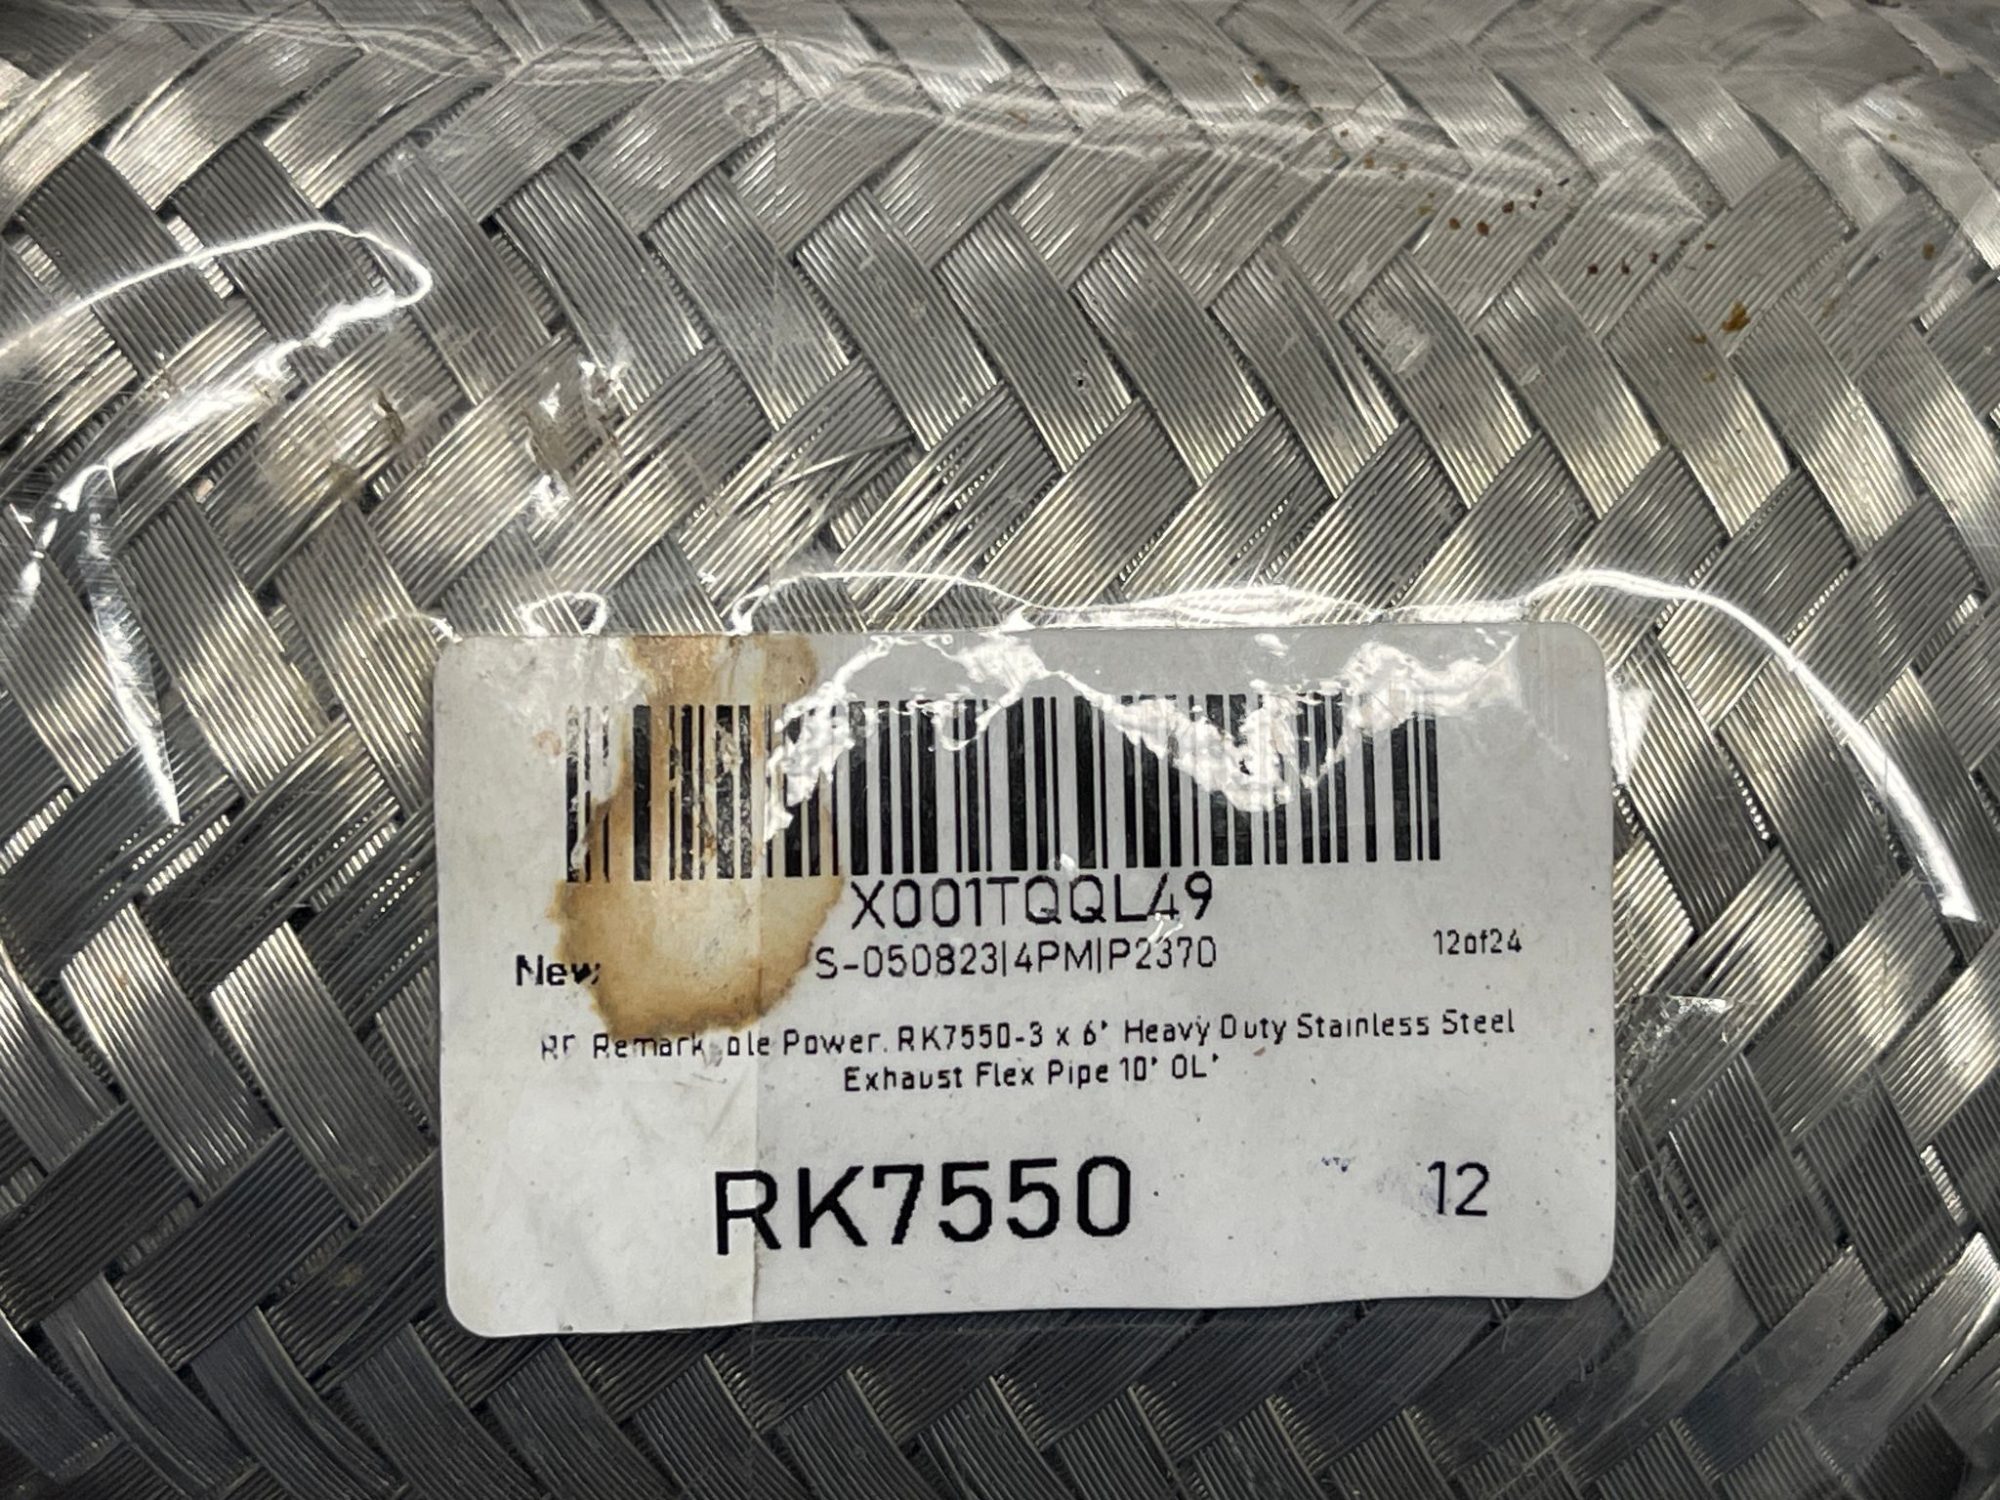 X001TQQL49
New
S-050823|4PM|P2370
12of24
Power. RK7550-3 x 6" Heavy Duty Stainless Steel
Exhaust Flex Pipe 10" OL"
RK7550
12